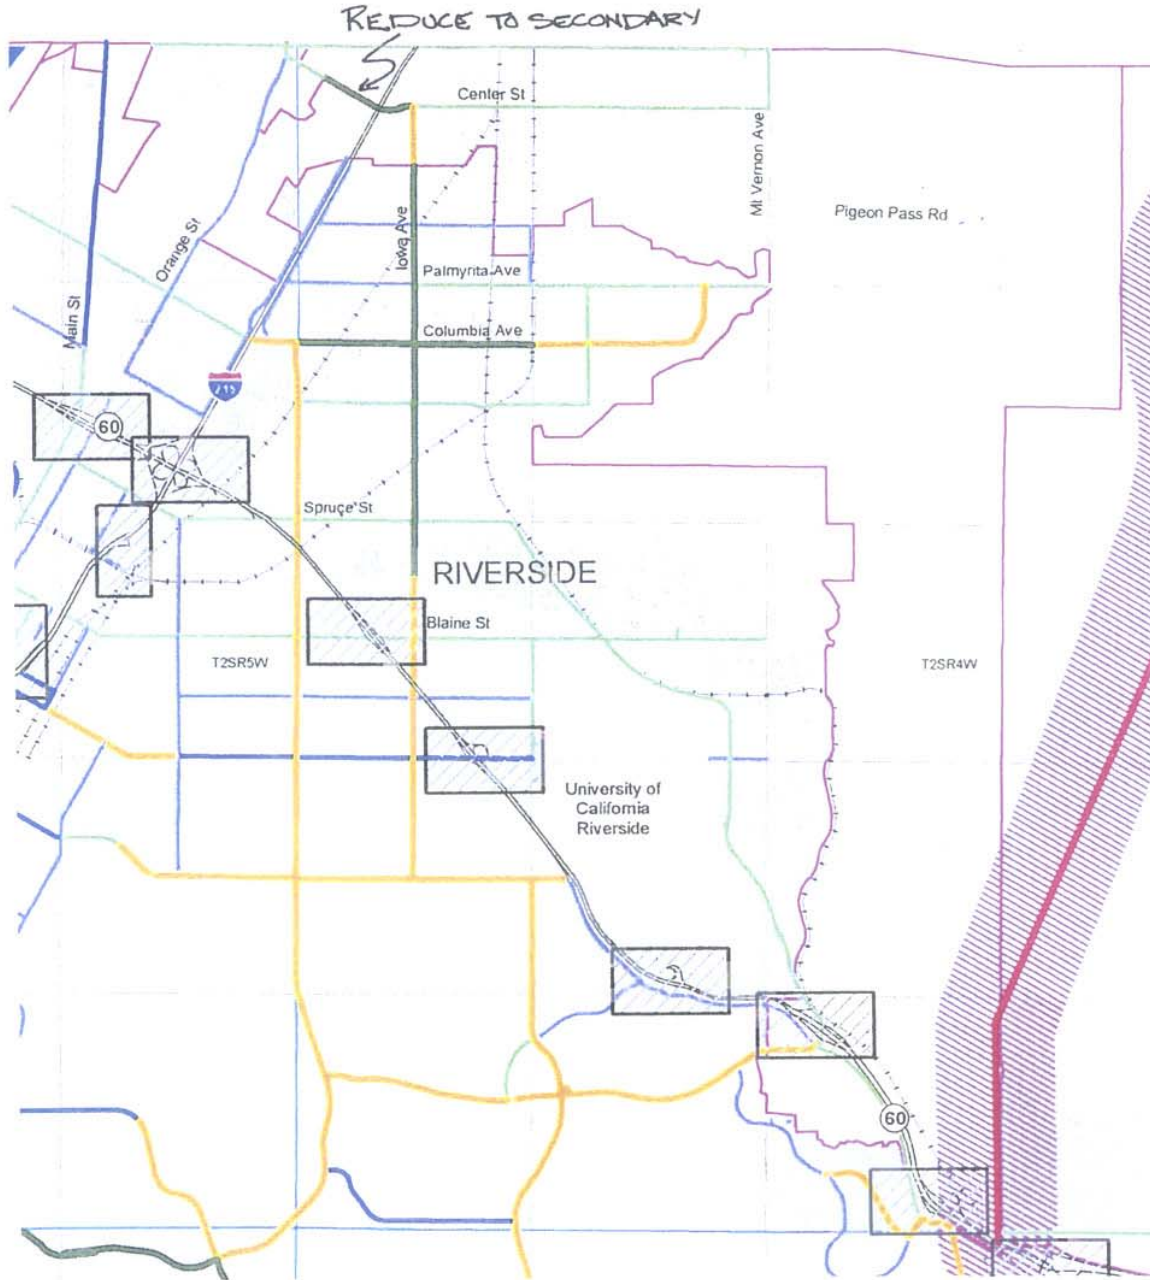 REDUCE TO SECONDARY
Center St
Mt Vernon Ave
Orange St
Iowa Ave
Pigeon Pass Rd
Palmyrita Ave
Main St
Columbia Ave
215
60
Spruce St
RIVERSIDE
Blaine St
T2SR5W
T2SR4W
University of
California
Riverside
60